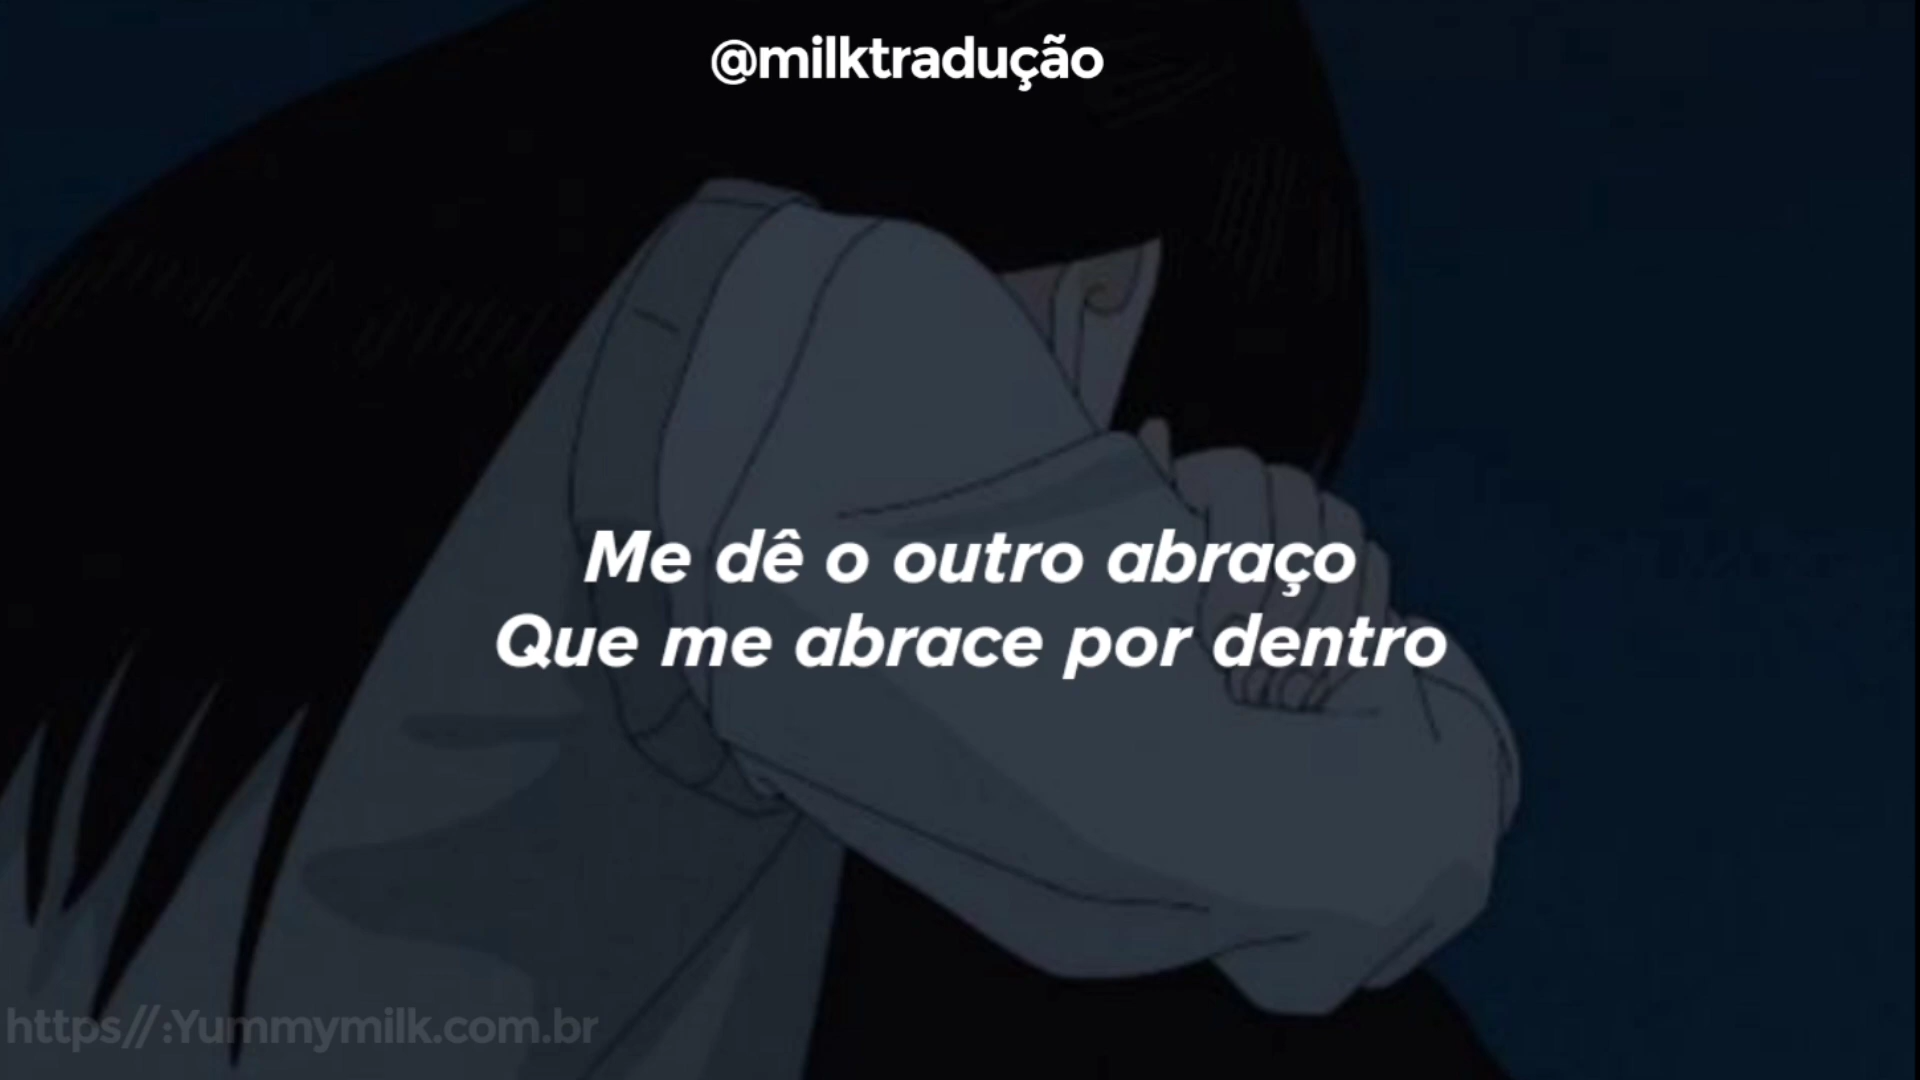 @milktradução
Me dê o outro abraço
Que me abrace por dentro
https//:Yummymilk.com.br